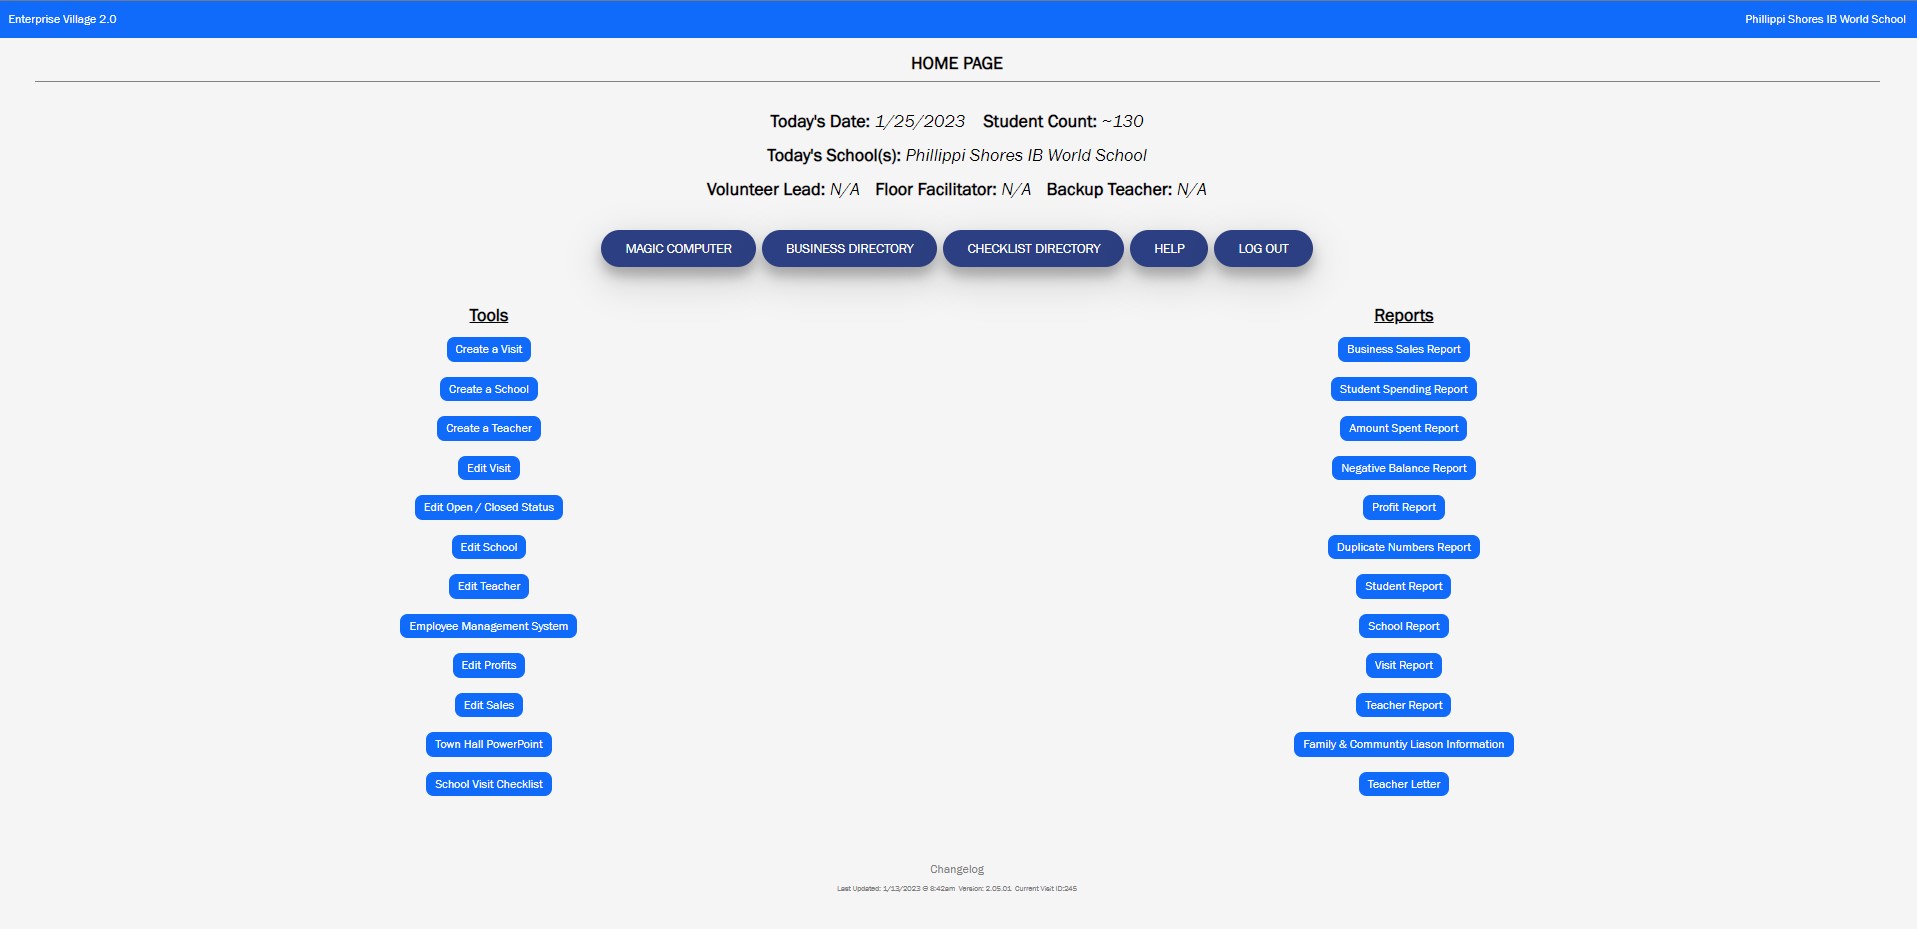 Enterprise Village 2.0
Phillippi Shores IB World School
HOME PAGE
Today's Date: 1/25/2023 Student Count: ~130
Today's School(s): Phillippi Shores IB World School
Volunteer Lead: N/A Floor Facilitator: N/A Backup Teacher: N/A
MAGIC COMPUTER
BUSINESS DIRECTORY
CHECKLIST DIRECTORY
HELP
LOG OUT
Tools
Create a Visit
Create a School
Create a Teacher
Edit Visit
Edit Open / Closed Status
Edit School
Edit Teacher
Employee Management System
Edit Profits
Edit Sales
Town Hall PowerPoint
School Visit Checklist
Reports
Business Sales Report
Student Spending Report
Amount Spent Report
Negative Balance Report
Profit Report
Duplicate Numbers Report
Student Report
School Report
Visit Report
Teacher Report
Family & Communtiy Liason Information
Teacher Letter
Changelog
Last Updated: 1/13/2023 @ 8:42am Version: 2.05.01 Current Visit ID:245